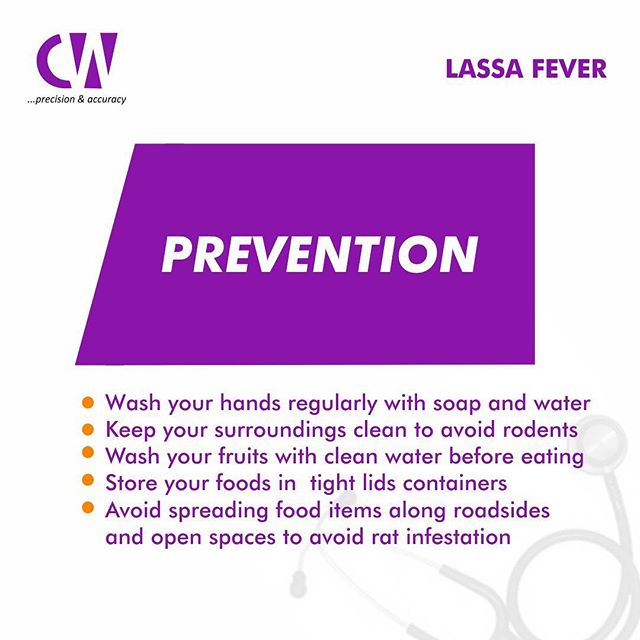 CW
...precision & accuracy
LASSA FEVER
PREVENTION
Wash your hands regularly with soap and water
Keep your surroundings clean to avoid rodents
Wash your fruits with clean water before eating
Store your foods in  tight lids containers
Avoid spreading food items along roadsides
and open spaces to avoid rat infestation